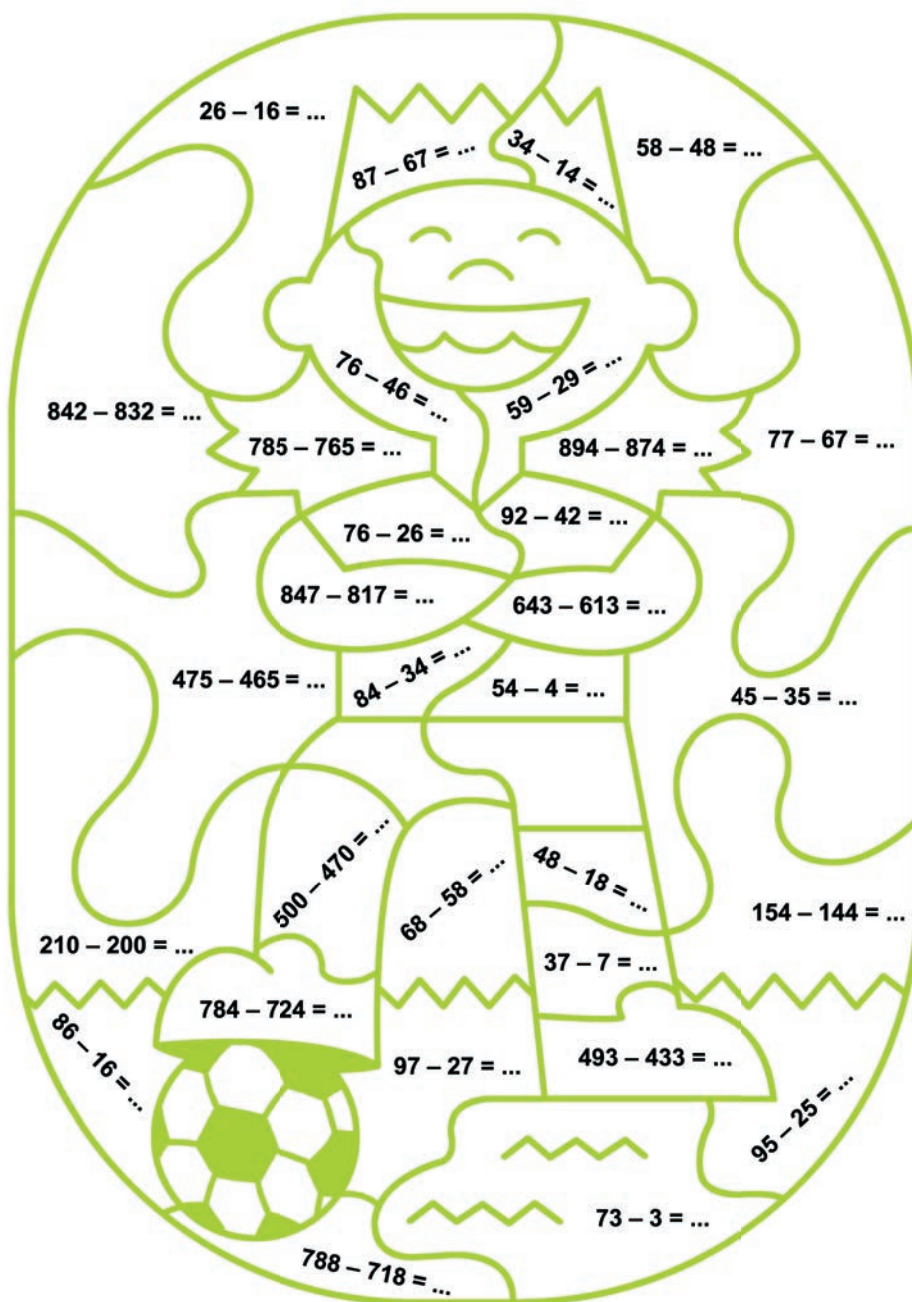 26 – 16 = ...
58 – 48 = ...
87 – 67 = ...
34 – 14 = ...
76 – 46 = ...
59 – 29 = ...
842 – 832 = ...
785 – 765 = ...
894 – 874 = ...
77 – 67 = ...
76 – 26 = ...
92 – 42 = ...
847 – 817 = ...
643 – 613 = ...
475 – 465 = ...
84 – 34 = ...
54 – 4 = ...
45 – 35 = ...
500 – 470 = ...
68 – 58 = ...
48 – 18 = ...
154 – 144 = ...
210 – 200 = ...
37 – 7 = ...
784 – 724 = ...
86 – 16 = ...
97 – 27 = ...
493 – 433 = ...
95 – 25 = ...
73 – 3 = ...
788 – 718 = ...